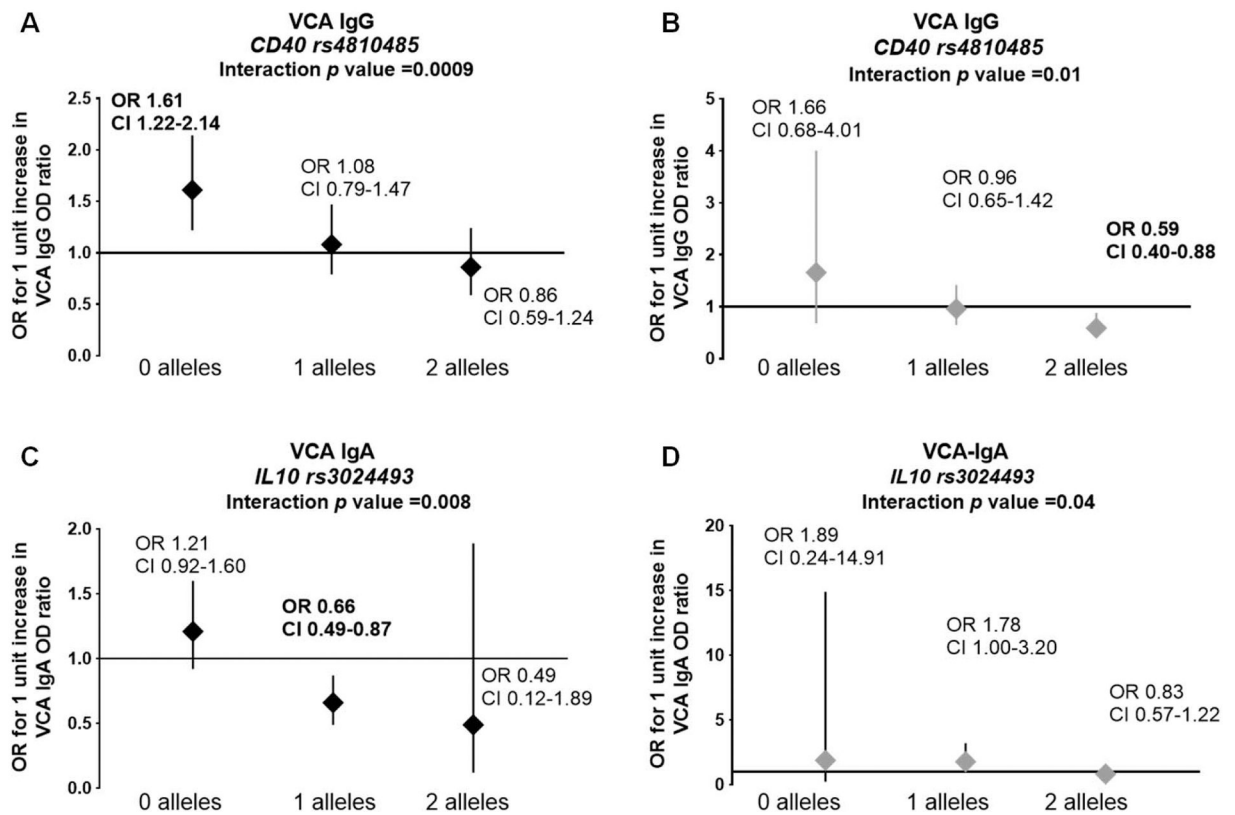 A
VCA IgG
CD40 rs4810485
Interaction p value =0.0009
OR for 1 unit increase in
VCA IgG OD ratio
2.5
2.0
1.5
1.0
0.5
0.0
OR 1.61
CI 1.22-2.14
OR 1.08
CI 0.79-1.47
OR 0.86
CI 0.59-1.24
0 alleles
1 alleles
2 alleles
B
VCA IgG
CD40 rs4810485
Interaction p value =0.01
OR for 1 unit increase in
VCA IgG OD ratio
5
4
3
2
1
0
OR 1.66
CI 0.68-4.01
OR 0.96
CI 0.65-1.42
OR 0.59
CI 0.40-0.88
0 alleles
1 alleles
2 alleles
C
VCA IgA
IL10 rs3024493
Interaction p value =0.008
OR for 1 unit increase in
VCA IgA OD ratio
2.0
1.5
1.0
0.5
0.0
OR 1.21
CI 0.92-1.60
OR 0.66
CI 0.49-0.87
OR 0.49
CI 0.12-1.89
0 alleles
1 alleles
2 alleles
D
VCA-IgA
IL10 rs3024493
Interaction p value =0.04
OR for 1 unit increase in
VCA IgA OD ratio
20
15
10
5
0
OR 1.89
CI 0.24-14.91
OR 1.78
CI 1.00-3.20
OR 0.83
CI 0.57-1.22
0 alleles
1 alleles
2 alleles